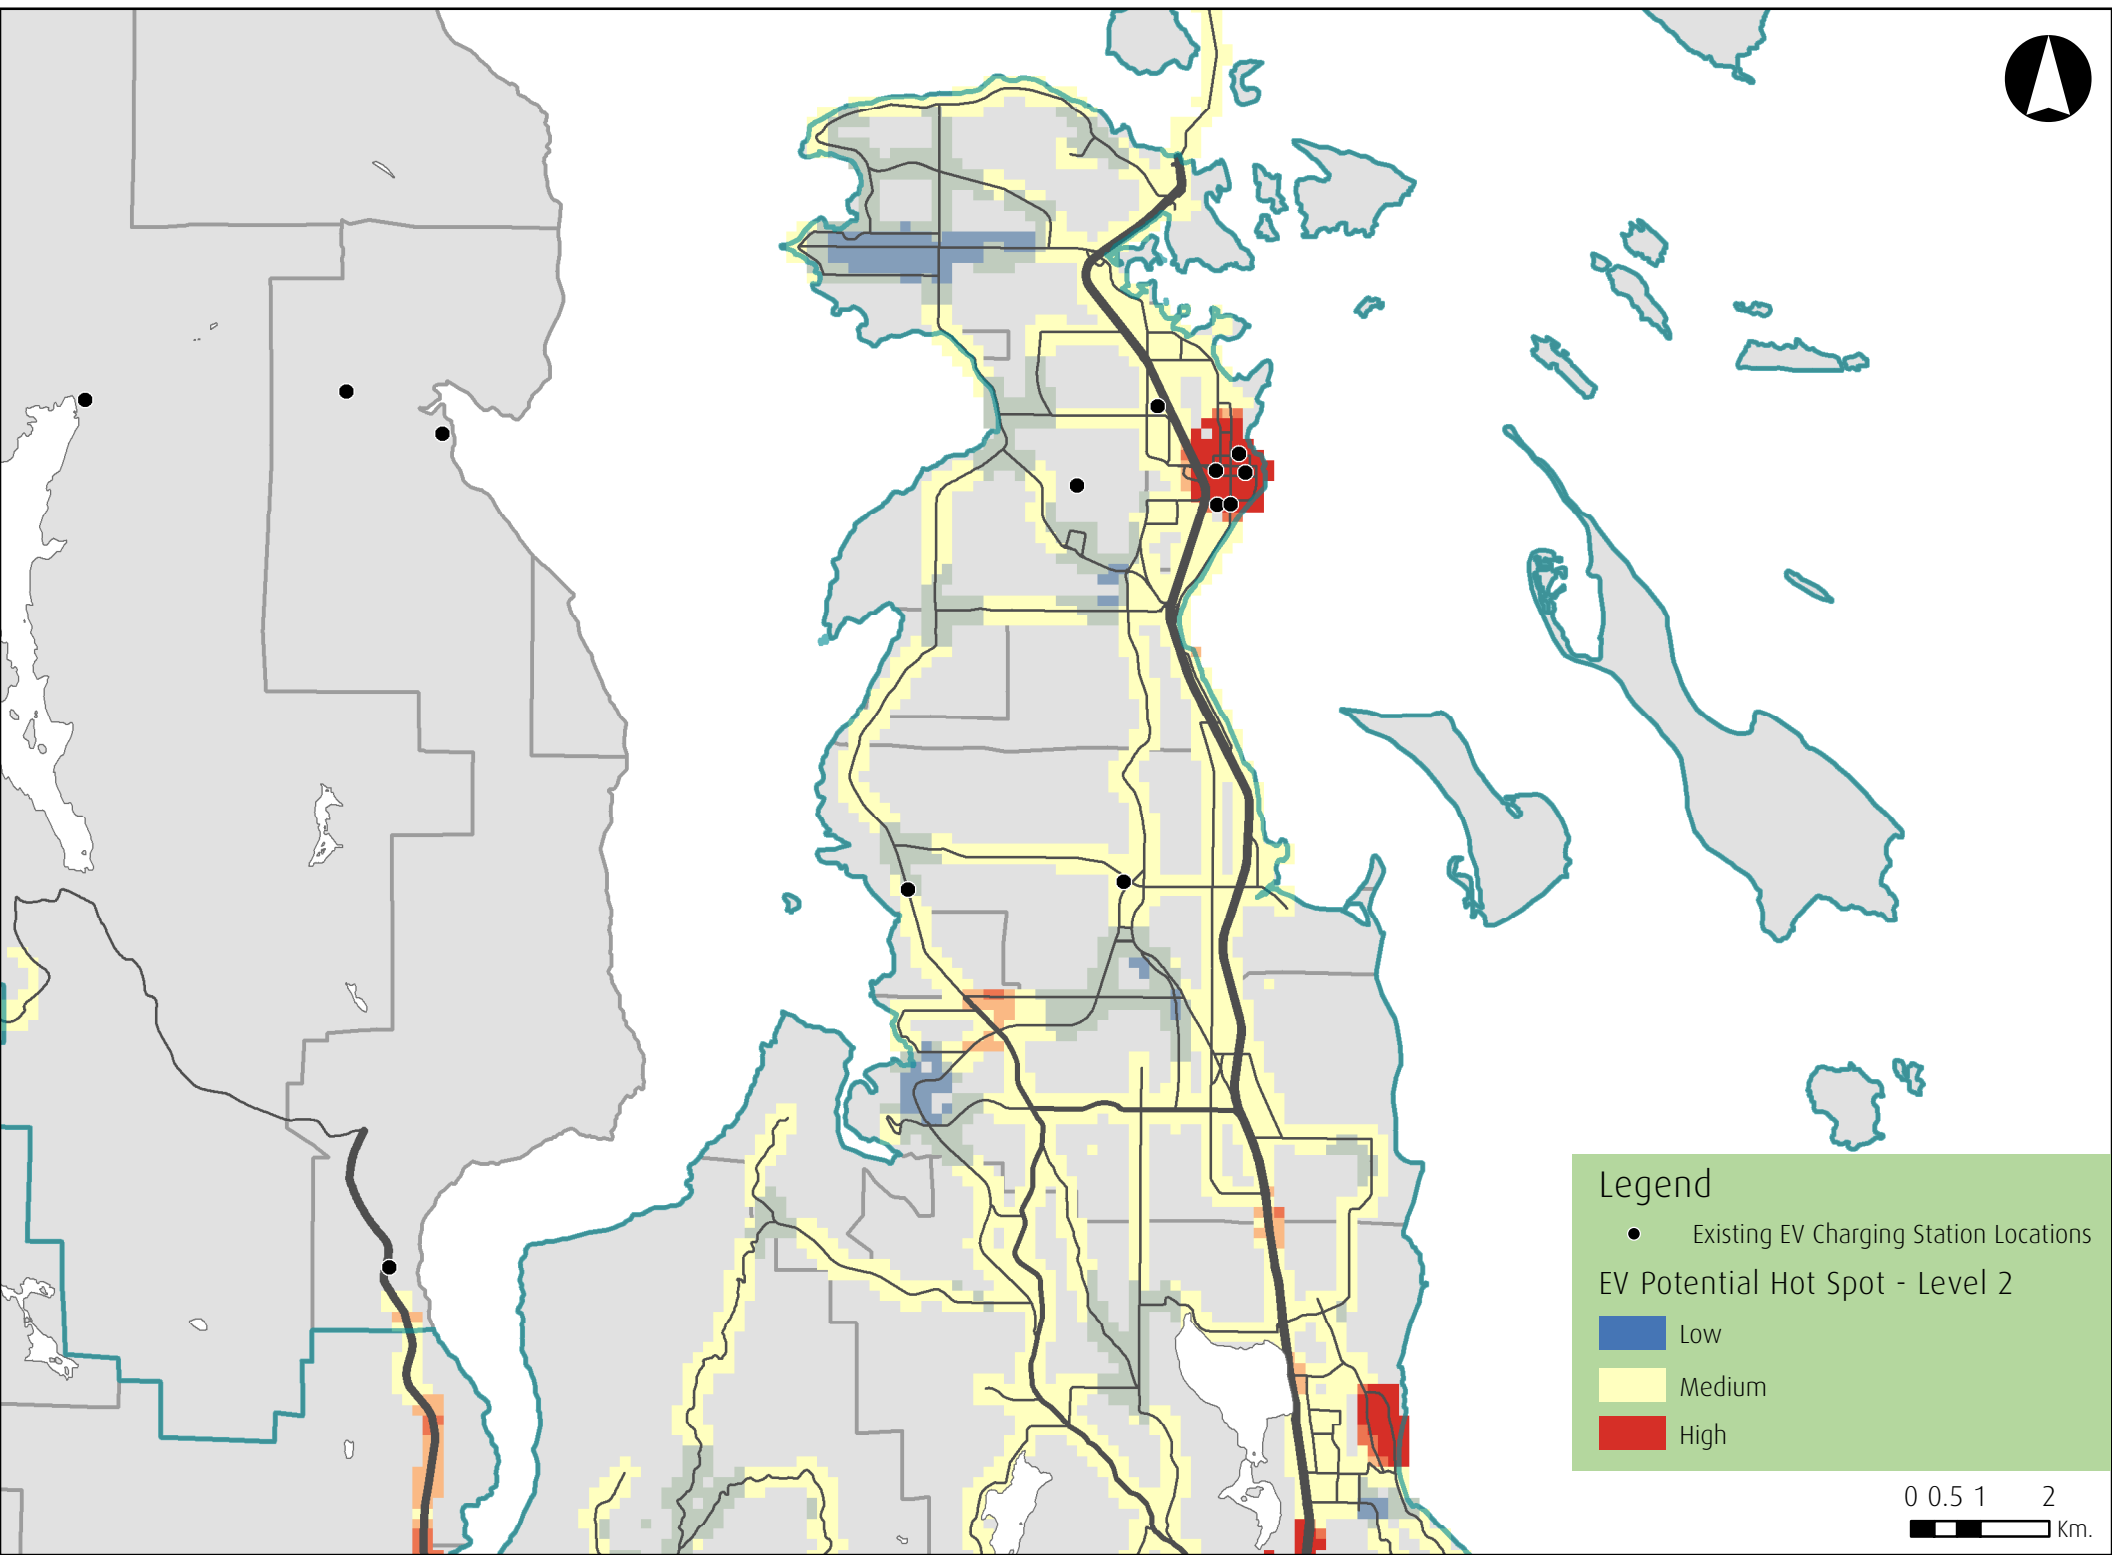 Legend
Existing EV Charging Station Locations
EV Potential Hot Spot - Level 2
Low
Medium
High
0 0.5 1 2
Km.